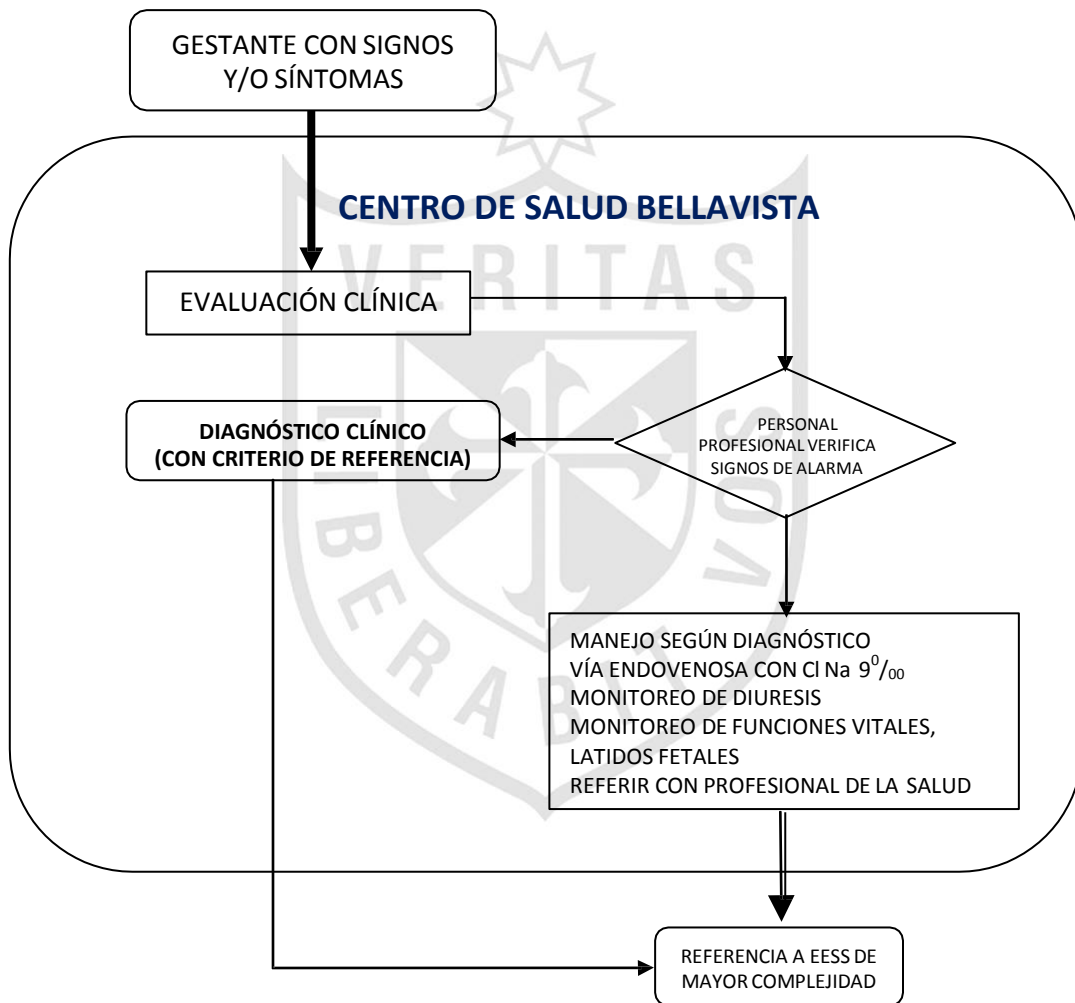 GESTANTE CON SIGNOS
Y/O SÍNTOMAS
CENTRO DE SALUD BELLAVISTA
VERITAS
LIBERABIT VOS
EVALUACIÓN CLÍNICA
PERSONAL
PROFESIONAL VERIFICA
SIGNOS DE ALARMA
DIAGNÓSTICO CLÍNICO
(CON CRITERIO DE REFERENCIA)
MANEJO SEGÚN DIAGNÓSTICO
VÍA ENDOVENOSA CON Cl Na 9⁰/₀₀
MONITOREO DE DIURESIS
MONITOREO DE FUNCIONES VITALES,
LATIDOS FETALES
REFERIR CON PROFESIONAL DE LA SALUD
REFERENCIA A EESS DE
MAYOR COMPLEJIDAD